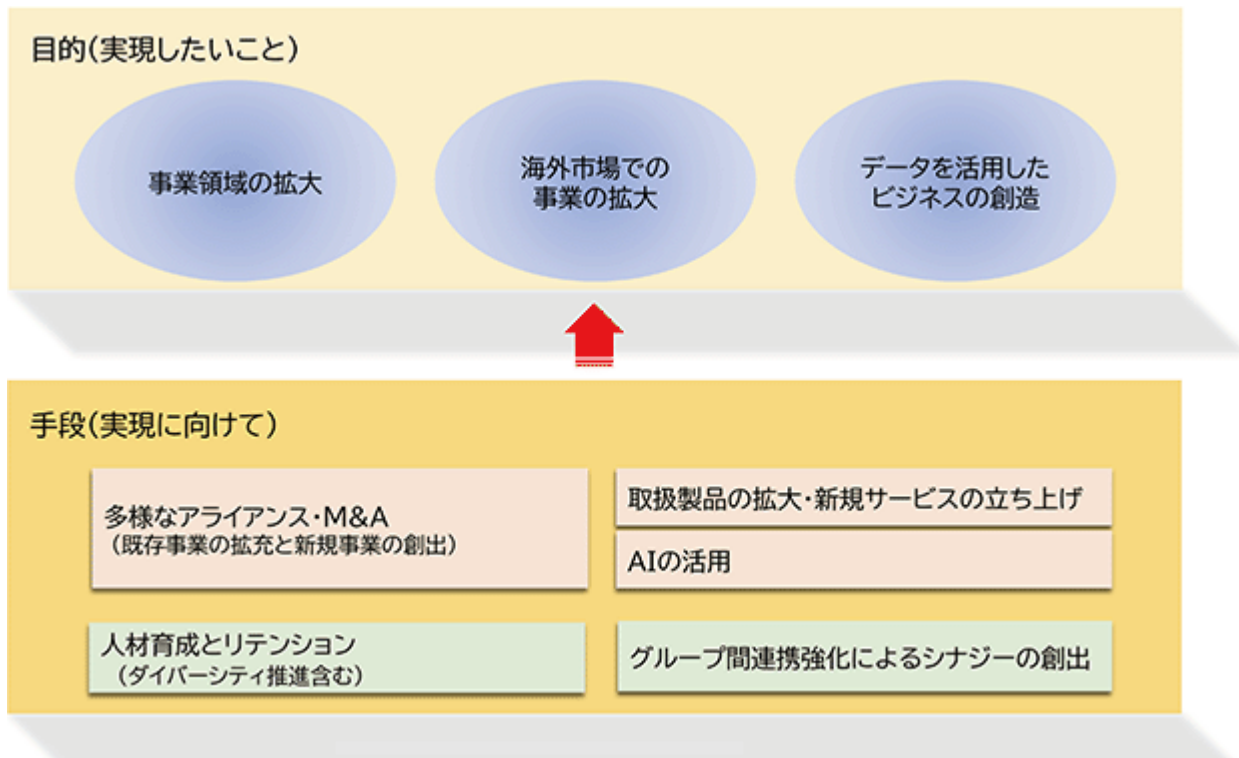 目的(実現したいこと)
事業領域の拡大
海外市場での
事業の拡大
データを活用した
ビジネスの創造
手段(実現に向けて)
多様なアライアンス・M&A
(既存事業の拡充と新規事業の創出)
取扱製品の拡大・新規サービスの立ち上げ
AIの活用
人材育成とリテンション
(ダイバーシティ推進含む)
グループ間連携強化によるシナジーの創出